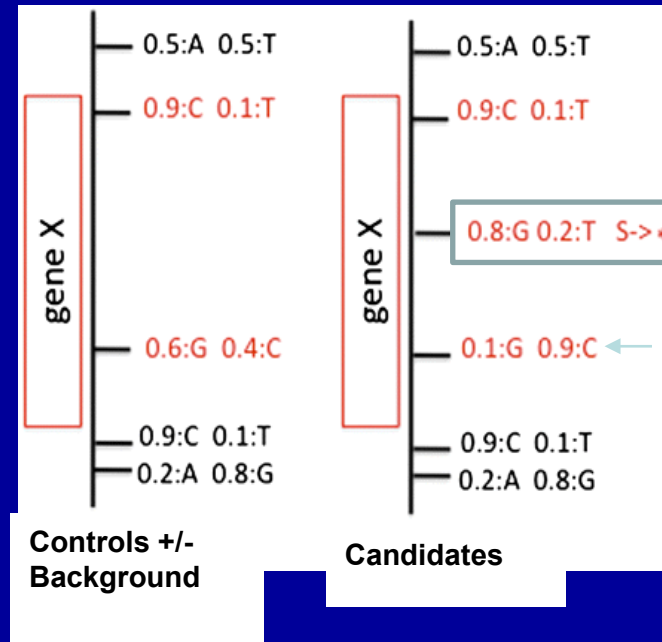 0.5:A 0.5:T
0.9:C 0.1:T
gene X
0.6:G 0.4:C
0.9:C 0.1:T
0.2:A 0.8:G
Controls +/-
Background
0.5:A 0.5:T
0.9:C 0.1:T
0.8:G 0.2:T S->
gene X
0.1:G 0.9:C
0.9:C 0.1:T
0.2:A 0.8:G
Candidates